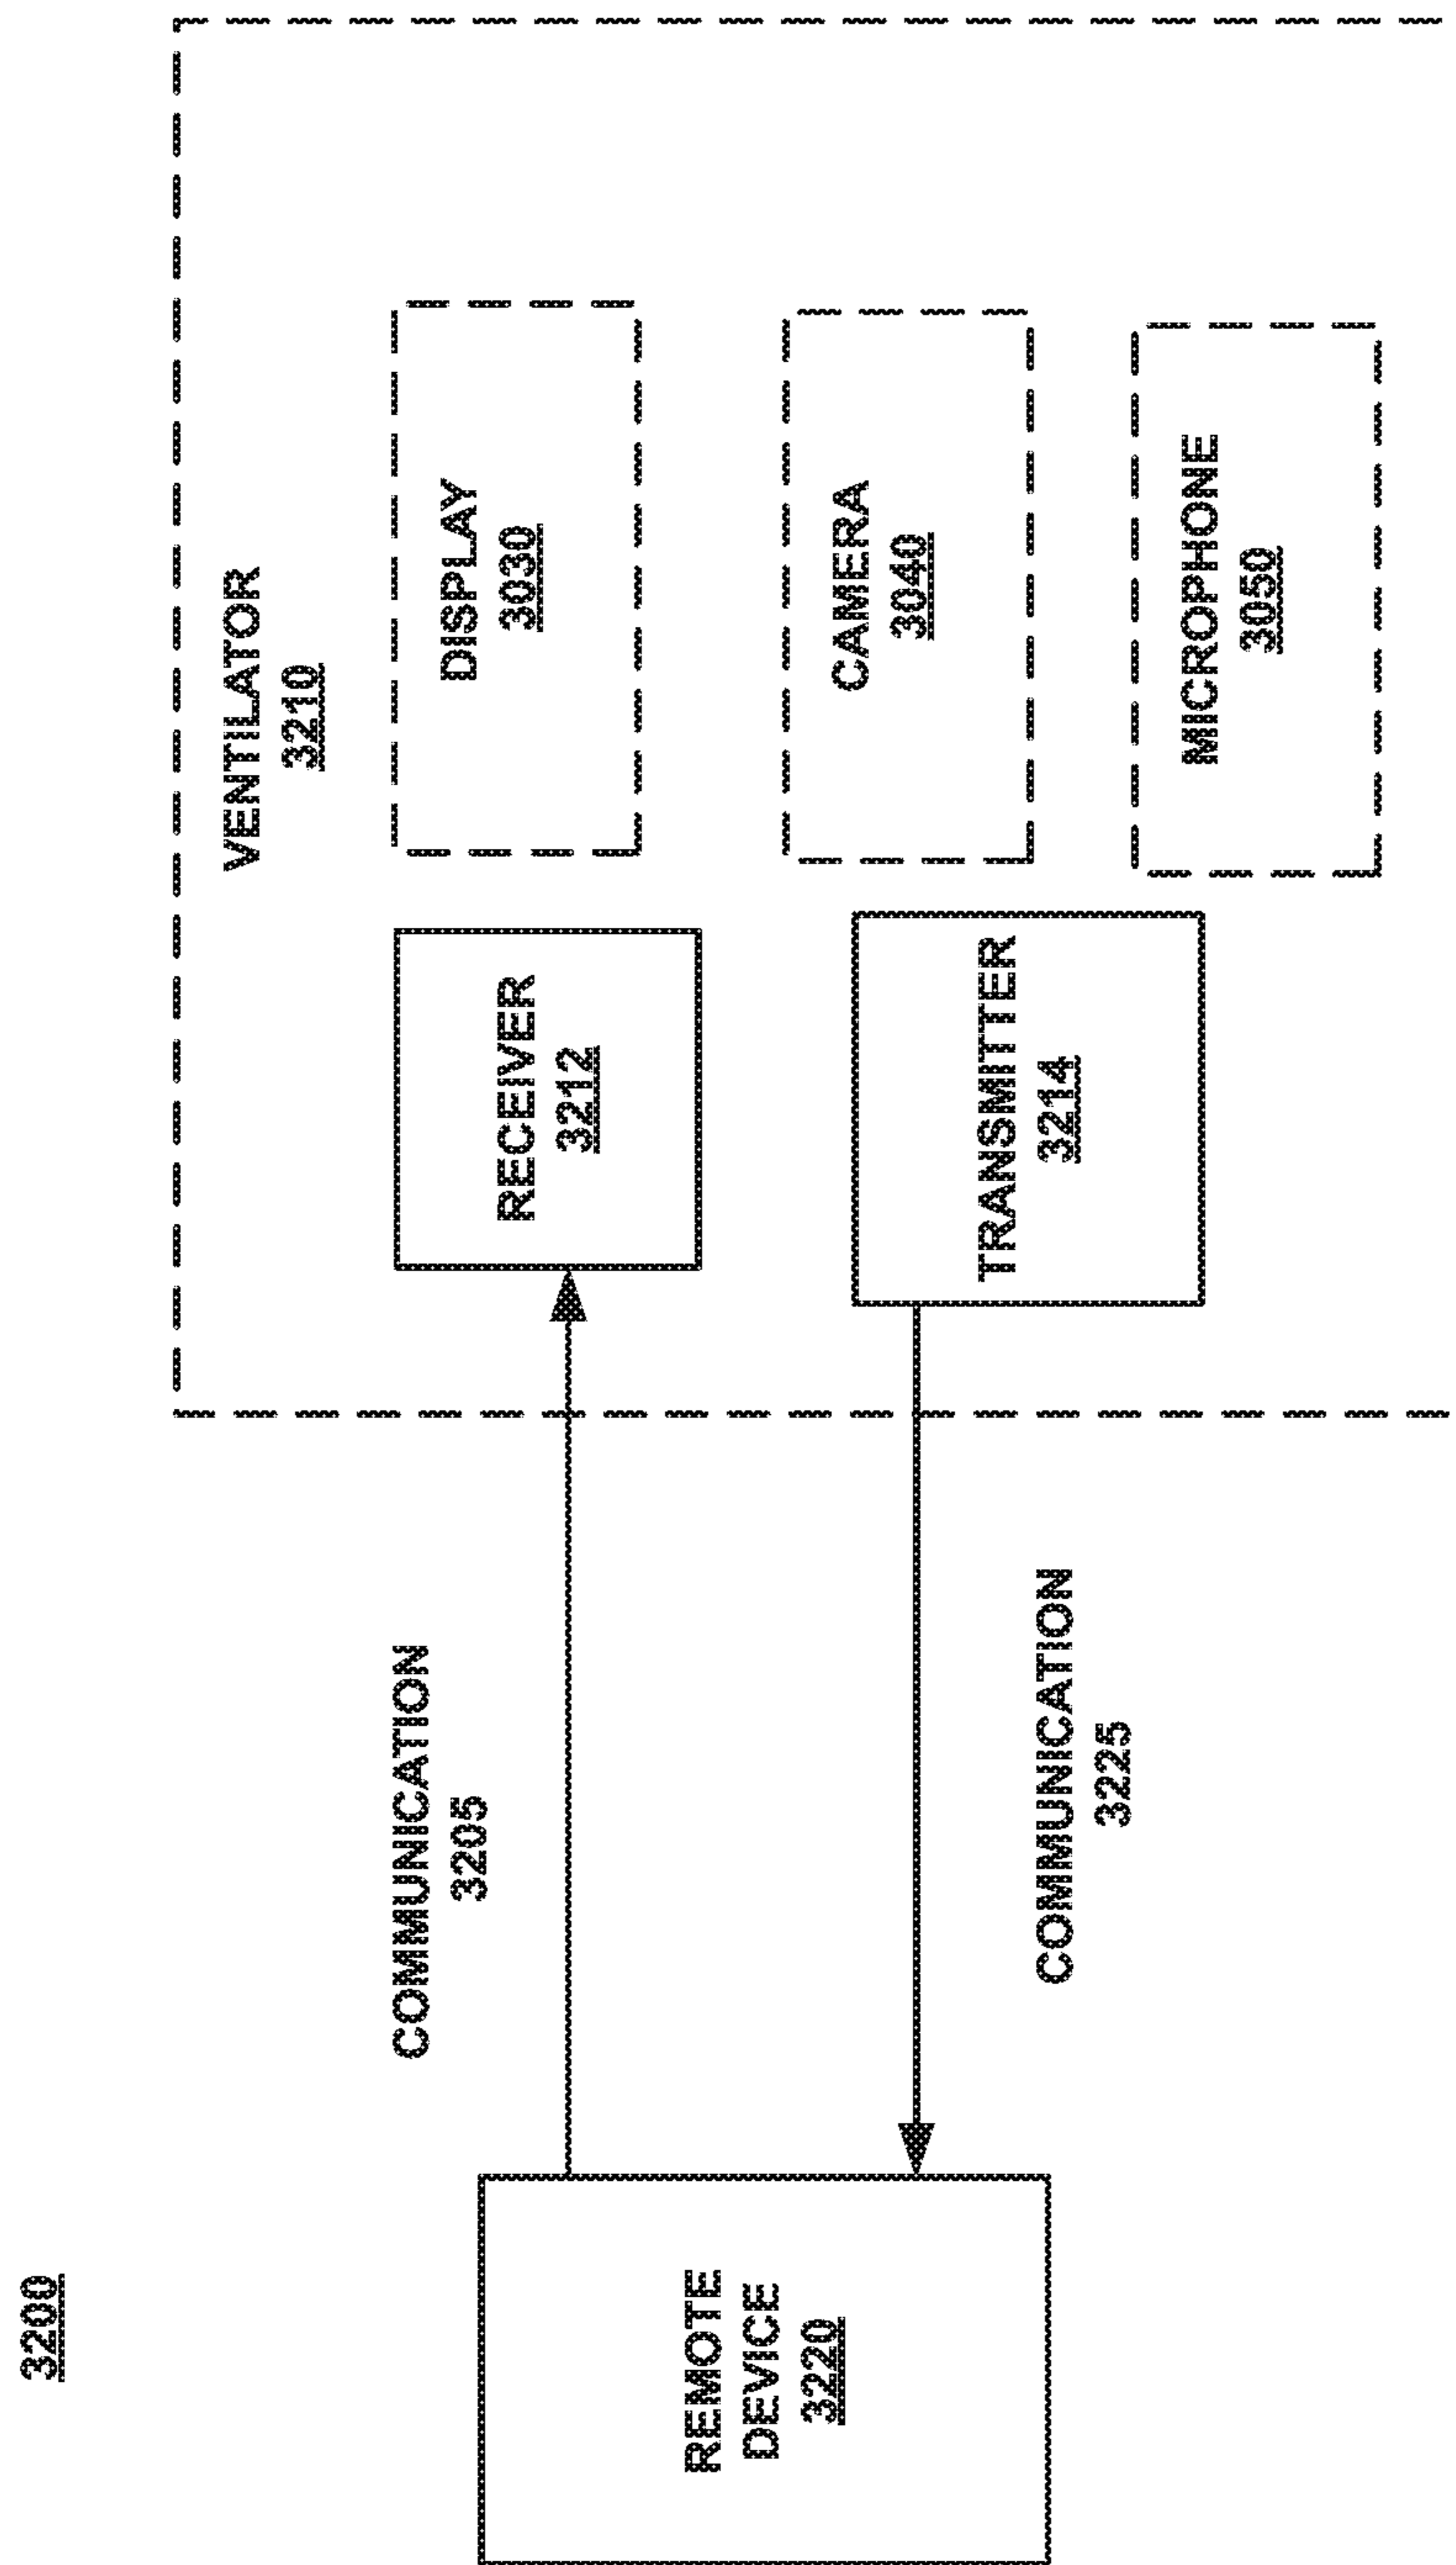 3200
VENTILATOR
3210
COMMUNICATION
3205
RECEIVER
3212
DISPLAY
3030
REMOTE
DEVICE
3220
CAMERA
3040
TRANSMITTER
3214
COMMUNICATION
3225
MICROPHONE
3050